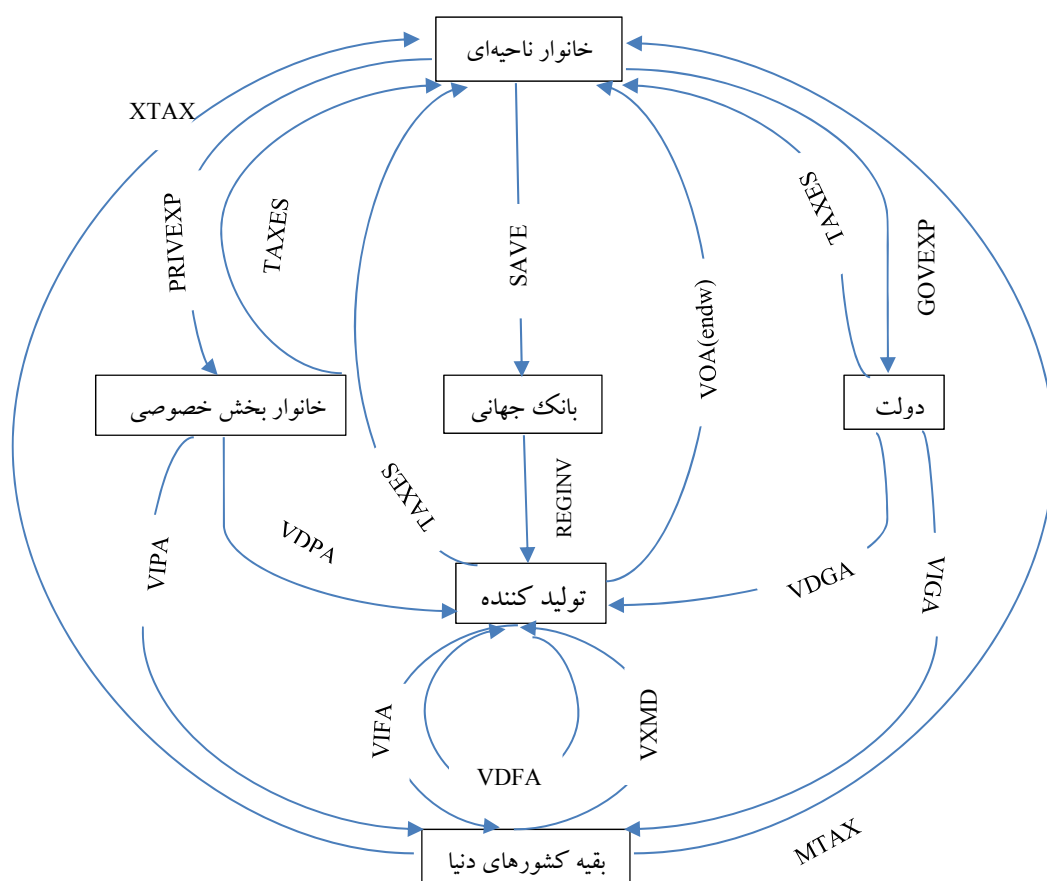 خانوار ناحیه‌ای
XTAX
PRIVEXP
TAXES
SAVE
VOA(endw)
TAXES
GOVEXP
خانوار بخش خصوصی
بانک جهانی
دولت
TAXES
REGINV
VIPA
VDPA
تولید کننده
VDGA
VIGA
VIFA
VDFA
VXMD
MTAX
بقیه کشورهای دنیا